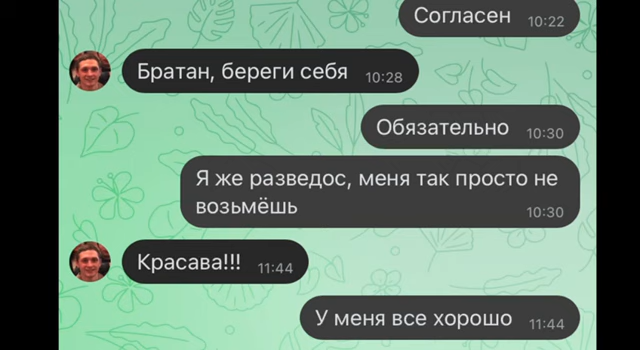 Согласен 10:22
Братан, береги себя 10:28
Обязательно 10:30
Я же разведос, меня так просто не
возьмёшь 10:30
Красава!!! 11:44
У меня все хорошо 11:44